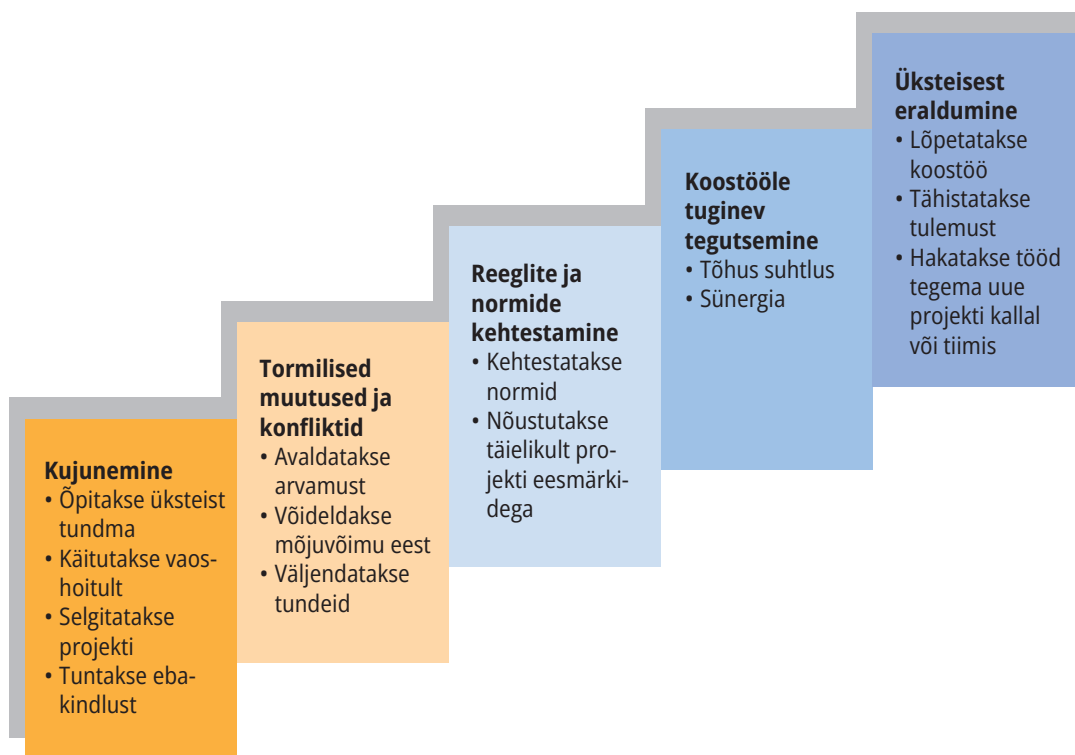 Kujunemine
• Õpitakse üksteist
tundma
• Käitutakse vaos-
hoitult
• Selgitatakse
projekti
• Tuntakse eba-
kindlust
Tormilised
muutused ja
konfliktid
• Avaldatakse
arvamust
• Võideldakse
mõjuvõimu eest
• Väljendatakse
tundeid
Reeglite ja
normide
kehtestamine
• Kehtestatakse
normid
• Nõustutakse
täielikult pro-
jekti eesmärki-
dega
Koostööle
tuginev
tegutsemine
• Tõhus suhtlus
• Sünergia
Üksteisest
eraldumine
• Lõpetatakse
koostöö
• Tähistatakse
tulemust
• Hakatakse tööd
tegema uue
projekti kallal
või tiimis